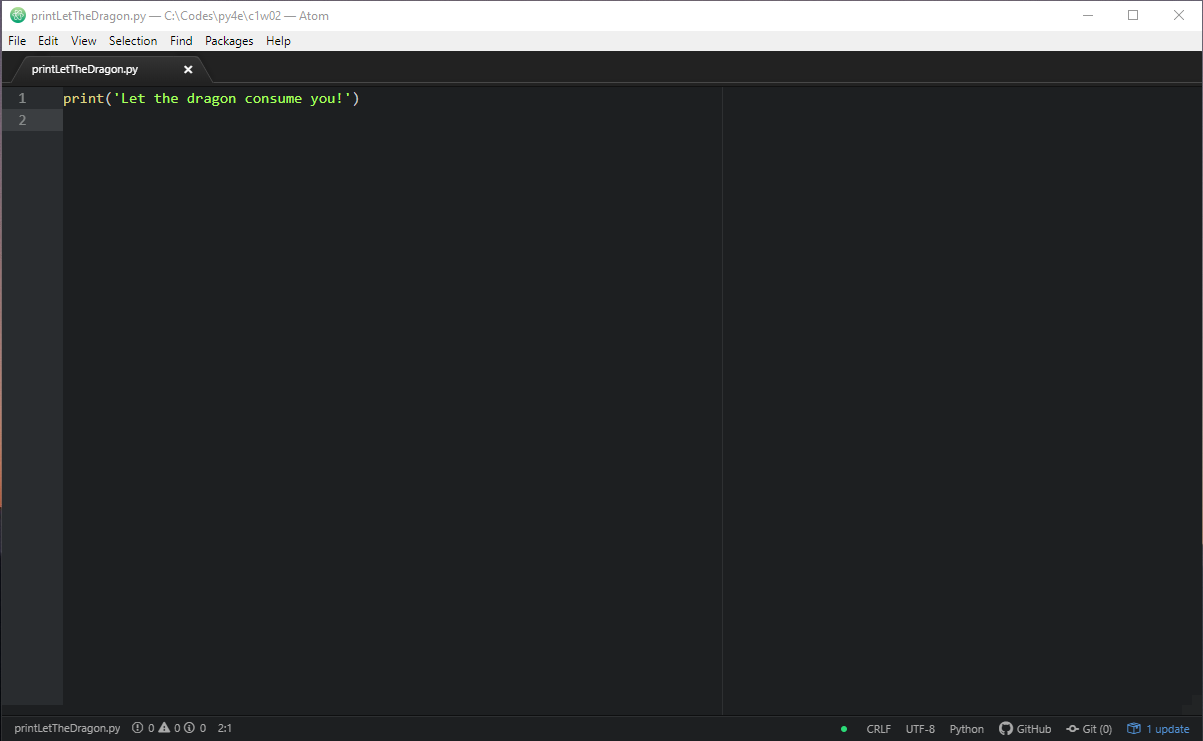 printLetTheDragon.py — C:\Codes\py4e\c1w02 — Atom
File Edit View Selection Find Packages Help
printLetTheDragon.py
1 print('Let the dragon consume you!')
2
printLetTheDragon.py 0 0 0 2:1 CRLF UTF-8 Python GitHub Git (0) 1 update